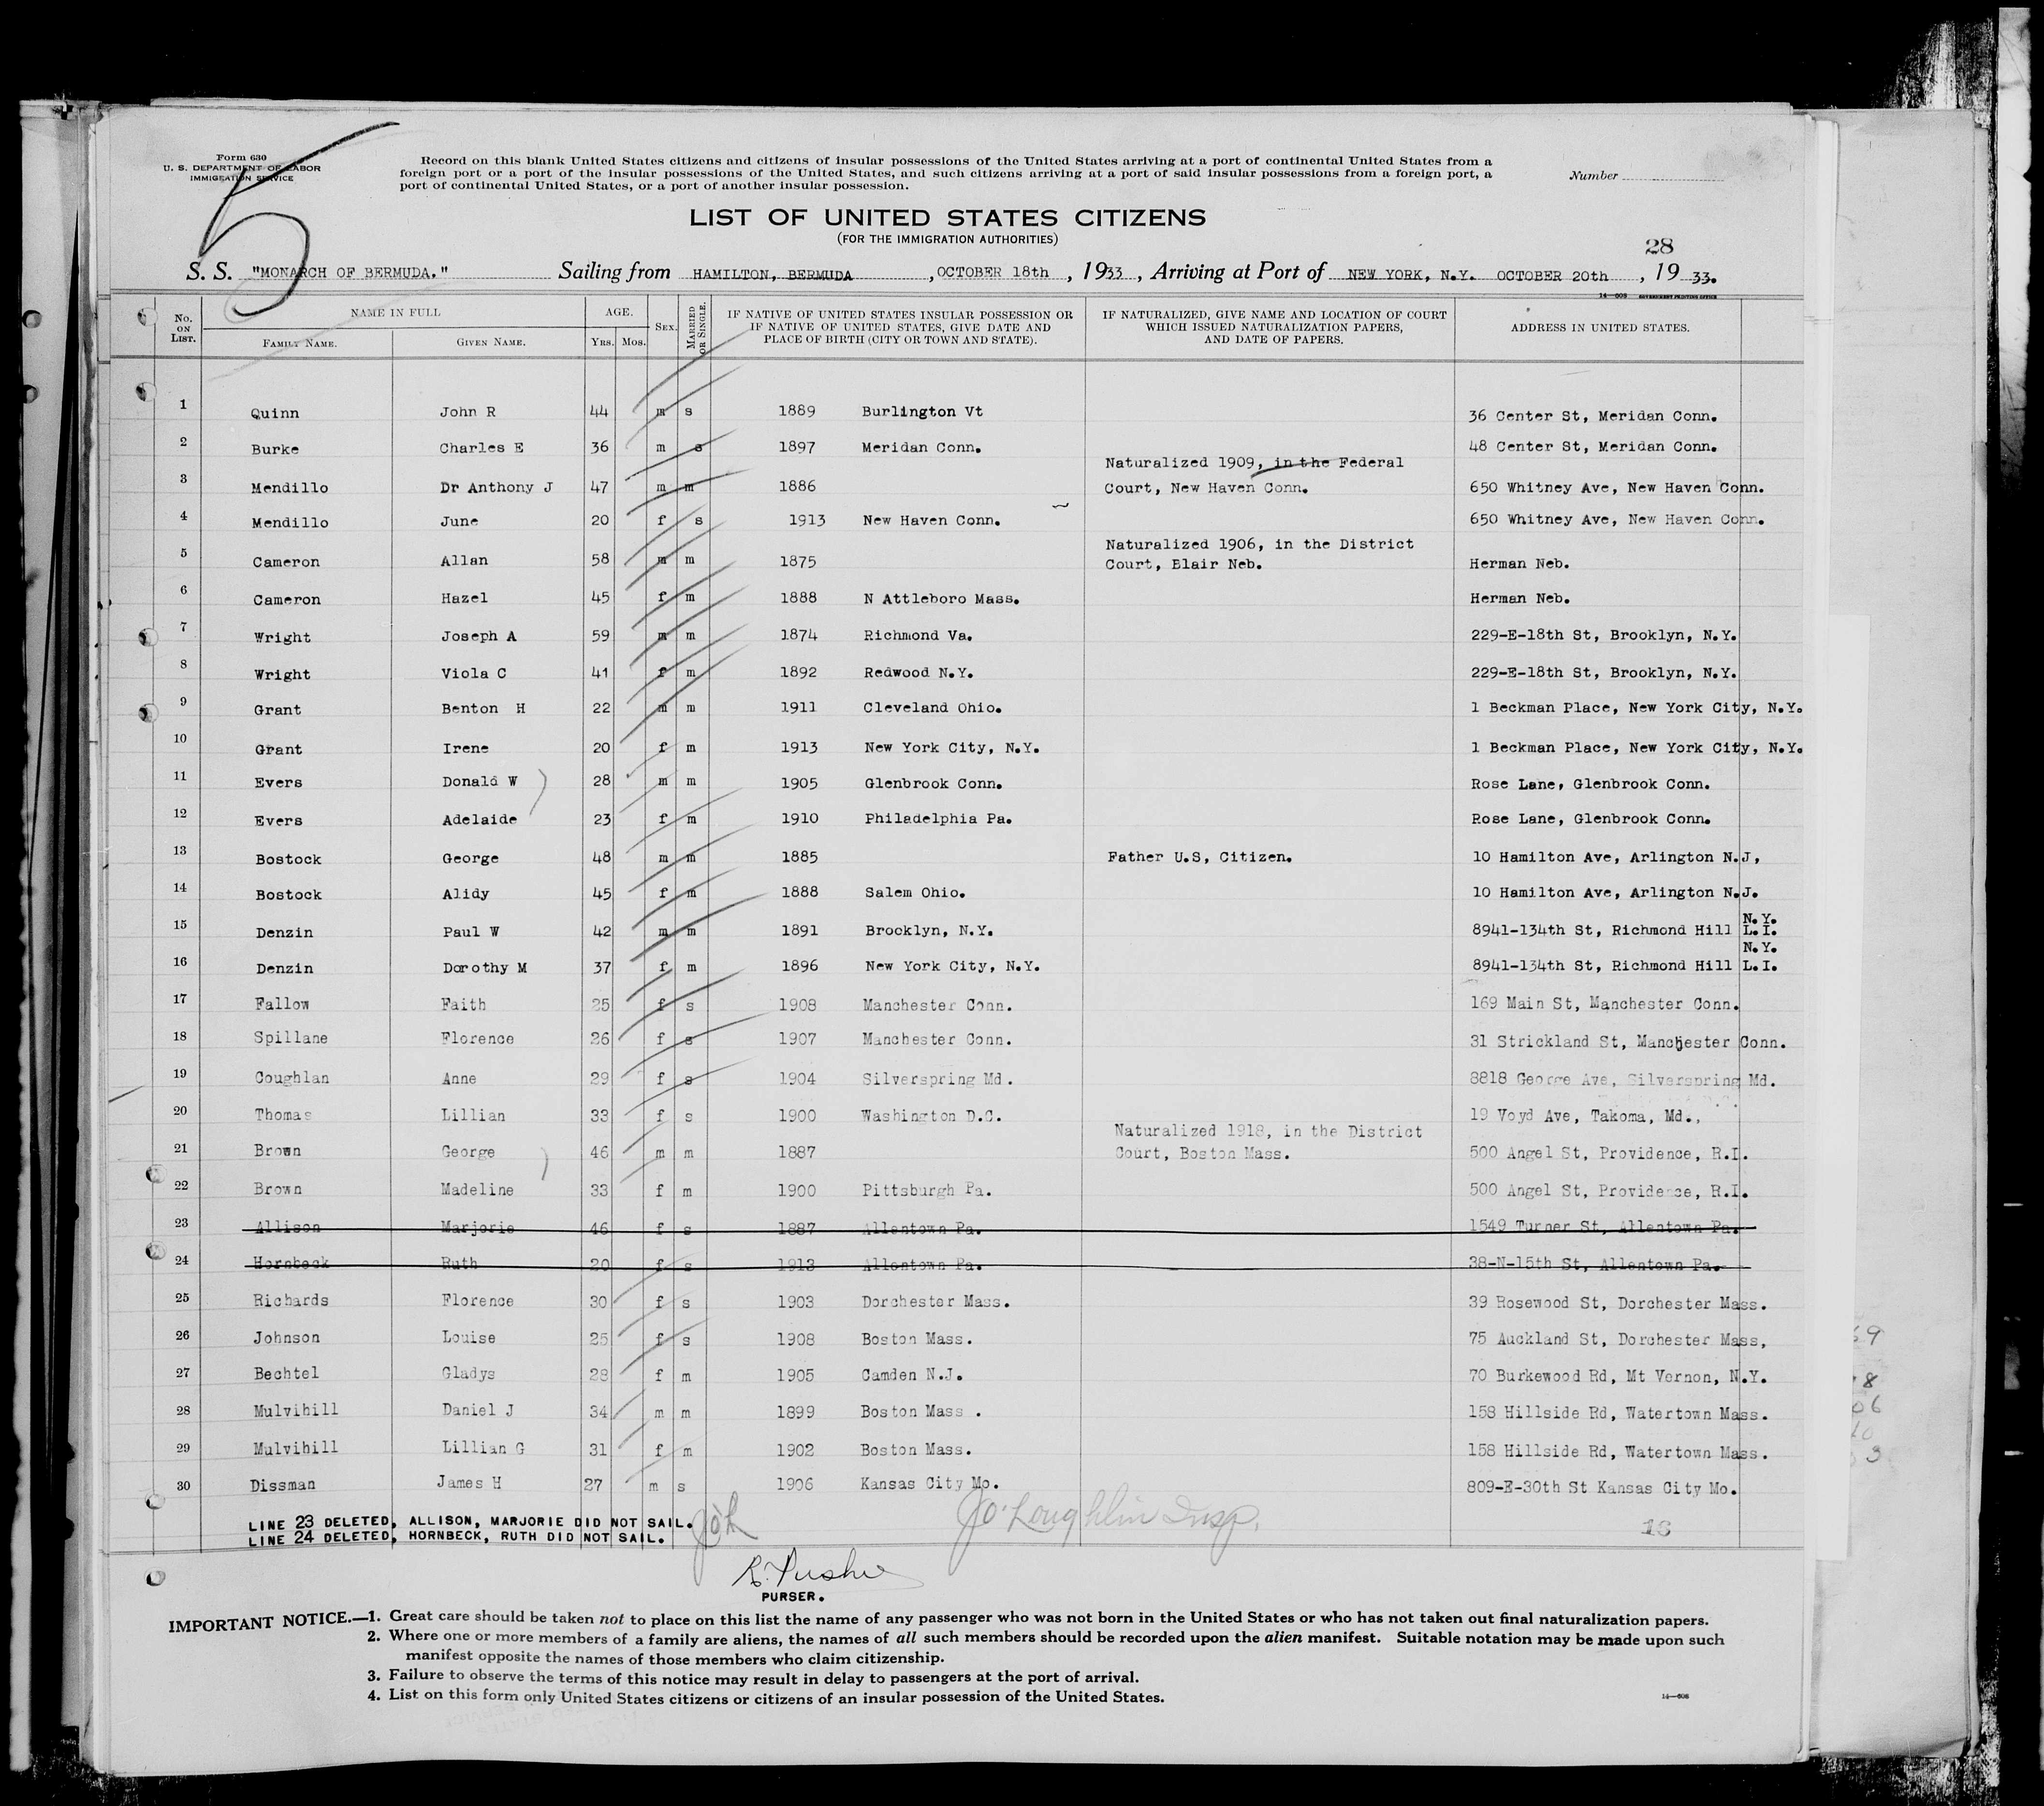 5
Form 630
U. S. DEPARTMENT OF LABOR
IMMIGRATION SERVICE
Record on this blank United States citizens and citizens of insular possessions of the United States arriving at a port of continental United States from a
foreign port or a port of the insular possessions of the United States, and such citizens arriving at a port of said insular possessions from a foreign port, a
port of continental United States, or a port of another insular possession.
Number
LIST OF UNITED STATES CITIZENS
(FOR THE IMMIGRATION AUTHORITIES)
28
S. S. "MONARCH OF BERMUDA." Sailing from HAMILTON, BERMUDA, OCTOBER 18th, 1933, Arriving at Port of NEW YORK, N.Y. OCTOBER 20th, 19 33.
14—608 GOVERNMENT PRINTING OFFICE
No. ON LIST. NAME IN FULL FAMILY NAME. GIVEN NAME. AGE. YRS. MOS. SEX. MARRIED OR SINGLE. IF NATIVE OF UNITED STATES INSULAR POSSESSION OR IF NATIVE OF UNITED STATES, GIVE DATE AND PLACE OF BIRTH (CITY OR TOWN AND STATE). IF NATURALIZED, GIVE NAME AND LOCATION OF COURT WHICH ISSUED NATURALIZATION PAPERS, AND DATE OF PAPERS. ADDRESS IN UNITED STATES.
1 Quinn John R 44 m s 1889 Burlington Vt 36 Center St, Meridan Conn.
2 Burke Charles E 36 m s 1897 Meridan Conn. 48 Center St, Meridan Conn.
Naturalized 1909, in the Federal
3 Mendillo Dr Anthony J 47 m m 1886 Court, New Haven Conn. 650 Whitney Ave, New Haven Conn.
4 Mendillo June 20 f s 1913 New Haven Conn. 650 Whitney Ave, New Haven Conn.
Naturalized 1906, in the District
5 Cameron Allan 58 m m 1875 Court, Blair Neb. Herman Neb.
6 Cameron Hazel 45 f m 1888 N Attleboro Mass. Herman Neb.
7 Wright Joseph A 59 m m 1874 Richmond Va. 229-E-18th St, Brooklyn, N.Y.
8 Wright Viola C 41 f m 1892 Redwood N.Y. 229-E-18th St, Brooklyn, N.Y.
9 Grant Benton H 22 m m 1911 Cleveland Ohio. 1 Beckman Place, New York City, N.Y.
10 Grant Irene 20 f m 1913 New York City, N.Y. 1 Beckman Place, New York City, N.Y.
11 Evers Donald W 28 m m 1905 Glenbrook Conn. Rose Lane, Glenbrook Conn.
12 Evers Adelaide 23 f m 1910 Philadelphia Pa. Rose Lane, Glenbrook Conn.
13 Bostock George 48 m m 1885 Father U.S, Citizen. 10 Hamilton Ave, Arlington N.J,
14 Bostock Alidy 45 f m 1888 Salem Ohio. 10 Hamilton Ave, Arlington N.J.
N.Y.
15 Denzin Paul W 42 m m 1891 Brocklyn, N.Y. 8941-134th St, Richmond Hill L.I.
N.Y.
16 Denzin Dorothy M 37 f m 1896 New York City, N.Y. 8941-134th St, Richmond Hill L.I.
17 Fallow Faith 25 f s 1908 Manchester Conn. 169 Main St, Manchester Conn.
18 Spillane Florence 26 f s 1907 Manchester Conn. 31 Strickland St, Manchester Conn.
19 Coughlan Anne 29 f s 1904 Silverspring Md. 8818 George Ave, Silverspring Md.
20 Thomas Lillian 33 f s 1900 Washington D.C. 19 Voyd Ave, Takoma, Md.,
Naturalized 1918, in the District
21 Brown George 46 m m 1887 Court, Boston Mass. 500 Angel St, Providence, R.I.
22 Brown Madeline 33 f m 1900 Pittsburgh Pa. 500 Angel St, Providence, R.I.
23 Allison Marjorie 46 f s 1887 Allentown Pa. 1549 Turner St, Allentown Pa.
24 Hornbeck Ruth 20 f s 1913 Allentown Pa. 38-N-15th St, Allentown Pa.
25 Richards Florence 30 f s 1903 Dorchester Mass. 39 Rosewood St, Dorchester Mass.
26 Johnson Louise 25 f s 1908 Boston Mass. 75 Auckland St, Dorchester Mass,
27 Bechtel Gladys 28 f m 1905 Camden N.J. 70 Burkewood Rd, Mt Vernon, N.Y.
28 Mulvihill Daniel J 34 m m 1899 Boston Mass . 158 Hillside Rd, Watertown Mass.
29 Mulvihill Lillian G 31 f m 1902 Boston Mass. 158 Hillside Rd, Watertown Mass.
30 Dissman James H 27 m s 1906 Kansas City Mo. 809-E-30th St Kansas City Mo.
LINE 23 DELETED, ALLISON, MARJORIE DID NOT SAIL.
LINE 24 DELETED, HORNBECK, RUTH DID NOT SAIL.
JO'L JO'Loughlin Insp.
PURSER.
IMPORTANT NOTICE.—1. Great care should be taken not to place on this list the name of any passenger who was not born in the United States or who has not taken out final naturalization papers.
2. Where one or more members of a family are aliens, the names of all such members should be recorded upon the alien manifest. Suitable notation may be made upon such
manifest opposite the names of those members who claim citizenship.
3. Failure to observe the terms of this notice may result in delay to passengers at the port of arrival.
4. List on this form only United States citizens or citizens of an insular possession of the United States.
14—608